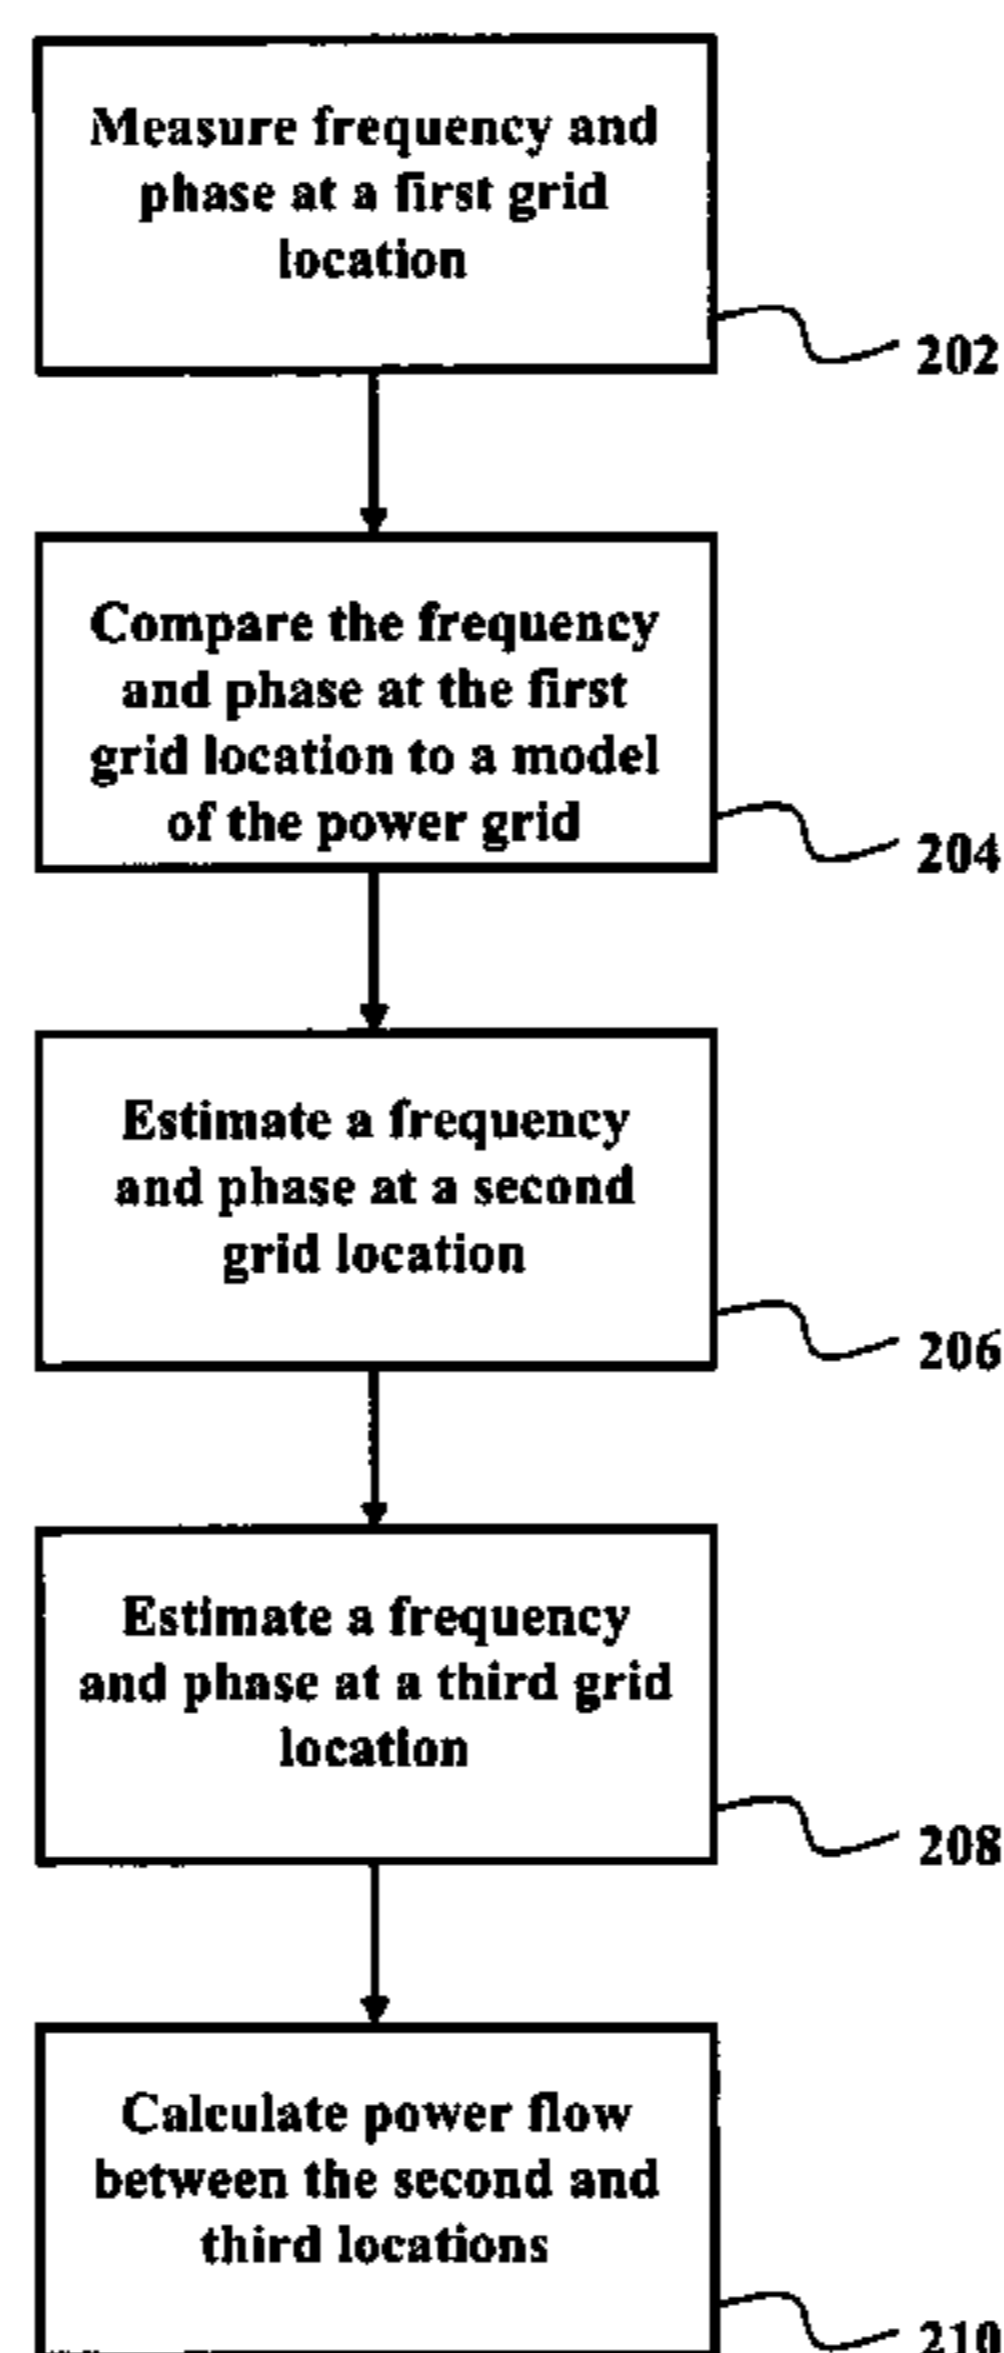 Measure frequency and
phase at a first grid
location
202
Compare the frequency
and phase at the first
grid location to a model
of the power grid
204
Estimate a frequency
and phase at a second
grid location
206
Estimate a frequency
and phase at a third grid
location
208
Calculate power flow
between the second and
third locations
210